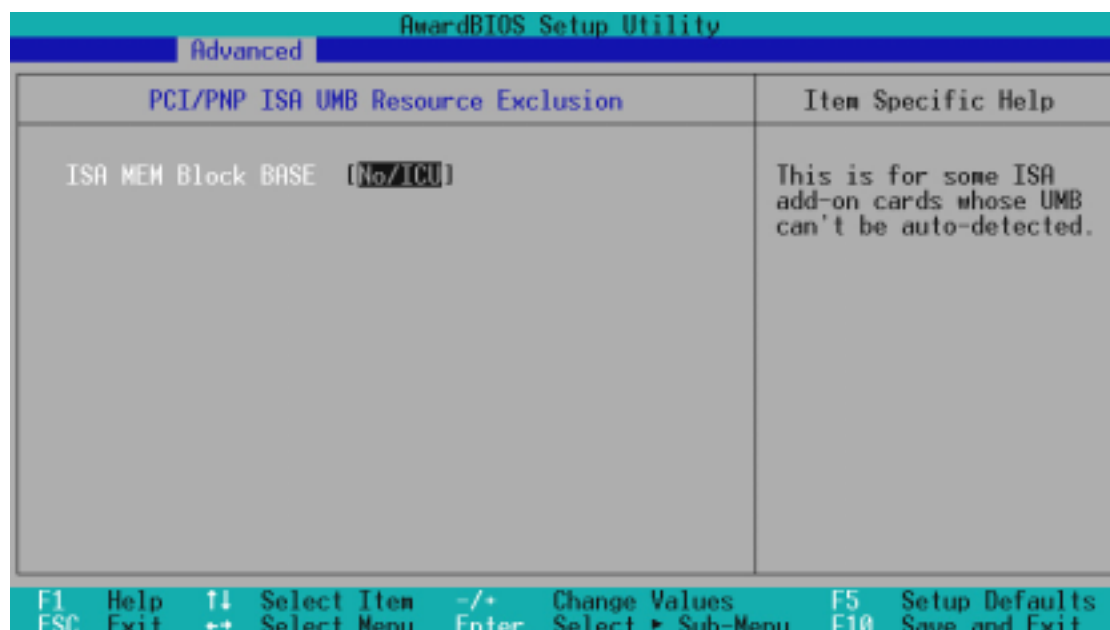 AwardBIOS Setup Utility
Advanced
PCI/PNP ISA UMB Resource Exclusion
Item Specific Help
ISA MEM Block BASE [No/ICU]
This is for some ISA
add-on cards whose UMB
can't be auto-detected.
F1 Help ↑↓ Select Item -/+ Change Values F5 Setup Defaults
ESC Exit ←→ Select Menu Enter Select ► Sub-Menu F10 Save and Exit